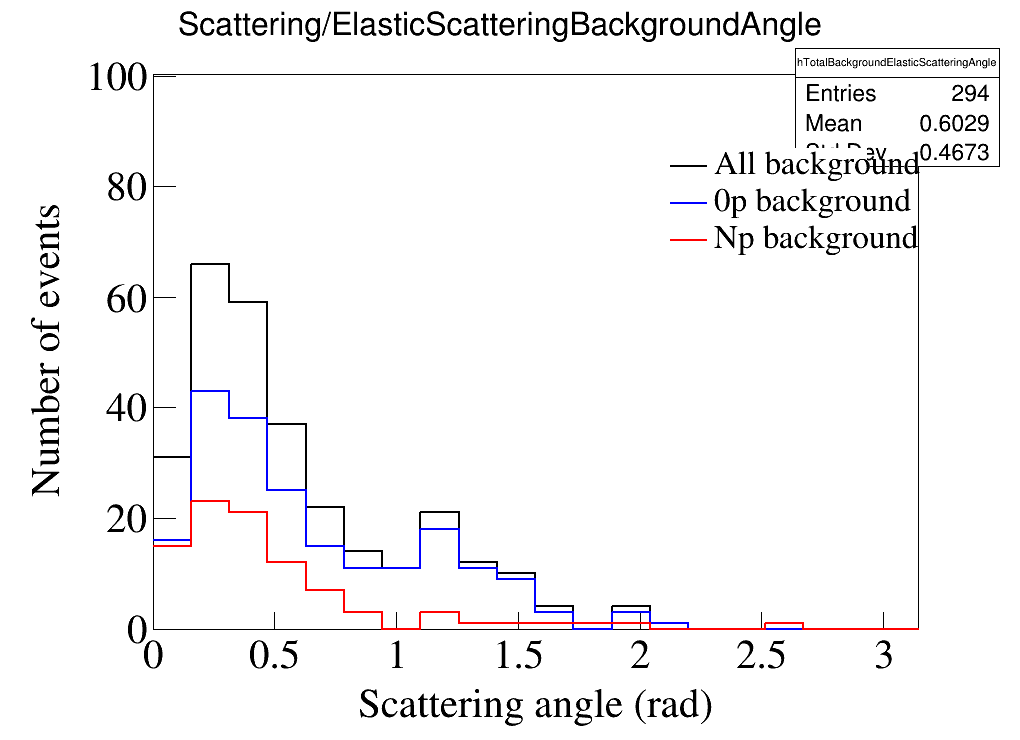 Scattering/ElasticScatteringBackgroundAngle
hTotalBackgroundElasticScatteringAngle
Entries 294
Mean 0.6029
Std Dev 0.4673
All background
0p background
Np background
100
80
60
40
20
0
Number of events
0 0.5 1 1.5 2 2.5 3
Scattering angle (rad)